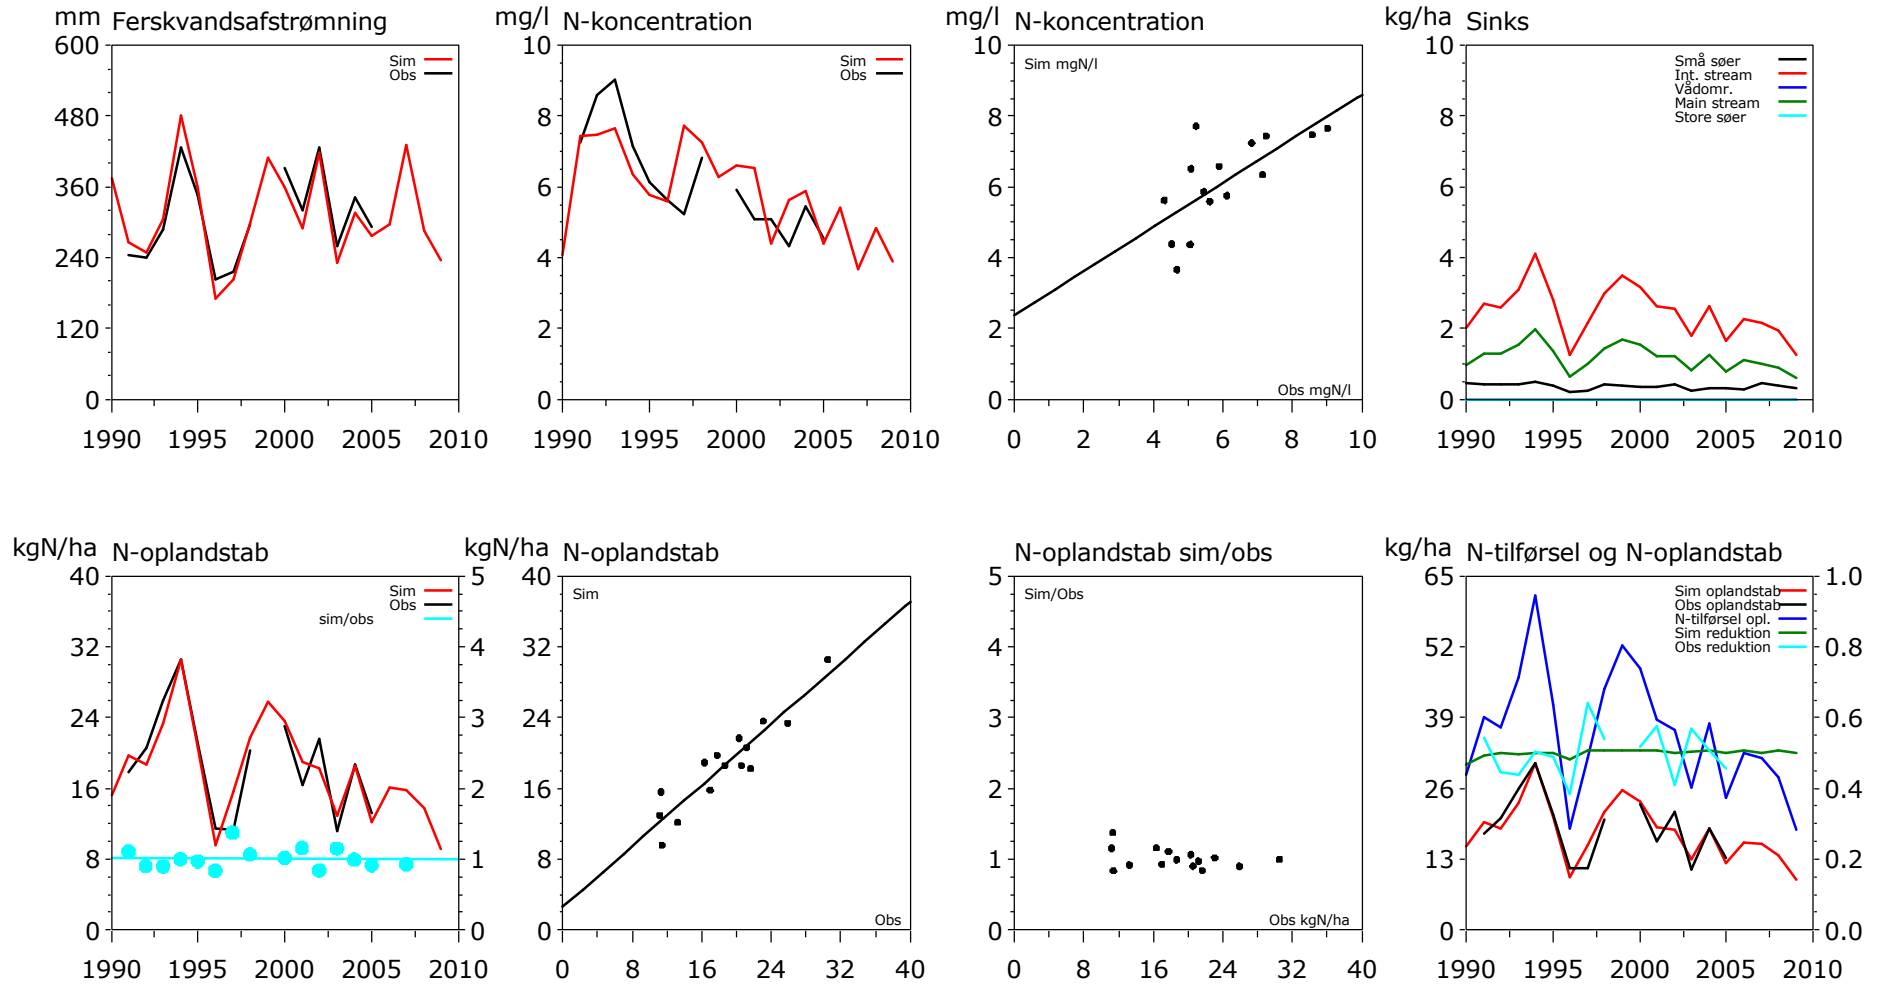 mm Ferskvandsafstrømning
600
480
360
240
120
0
Sim
Obs
1990 1995 2000 2005 2010
mg/l N-koncentration
10
8
6
4
2
0
Sim
Obs
1990 1995 2000 2005 2010
mg/l N-koncentration
10
8
6
4
2
0
Sim mgN/l
Obs mgN/l
0 2 4 6 8 10
kg/ha Sinks
10
8
6
4
2
0
Små søer
Int. stream
Vådomr.
Main stream
Store søer
1990 1995 2000 2005 2010
kgN/ha N-oplandstab
40
32
24
16
8
0
Sim
Obs
sim/obs
5
4
3
2
1
0
1990 1995 2000 2005 2010
kgN/ha N-oplandstab
40
32
24
16
8
0
Sim
Obs
0 8 16 24 32 40
N-oplandstab sim/obs
5
4
3
2
1
0
Sim/Obs
Obs kgN/ha
0 8 16 24 32 40
kg/ha N-tilførsel og N-oplandstab
65
52
39
26
13
0
Sim oplandstab
Obs oplandstab
N-tilførsel opl.
Sim reduktion
Obs reduktion
1.0
0.8
0.6
0.4
0.2
0.0
1990 1995 2000 2005 2010